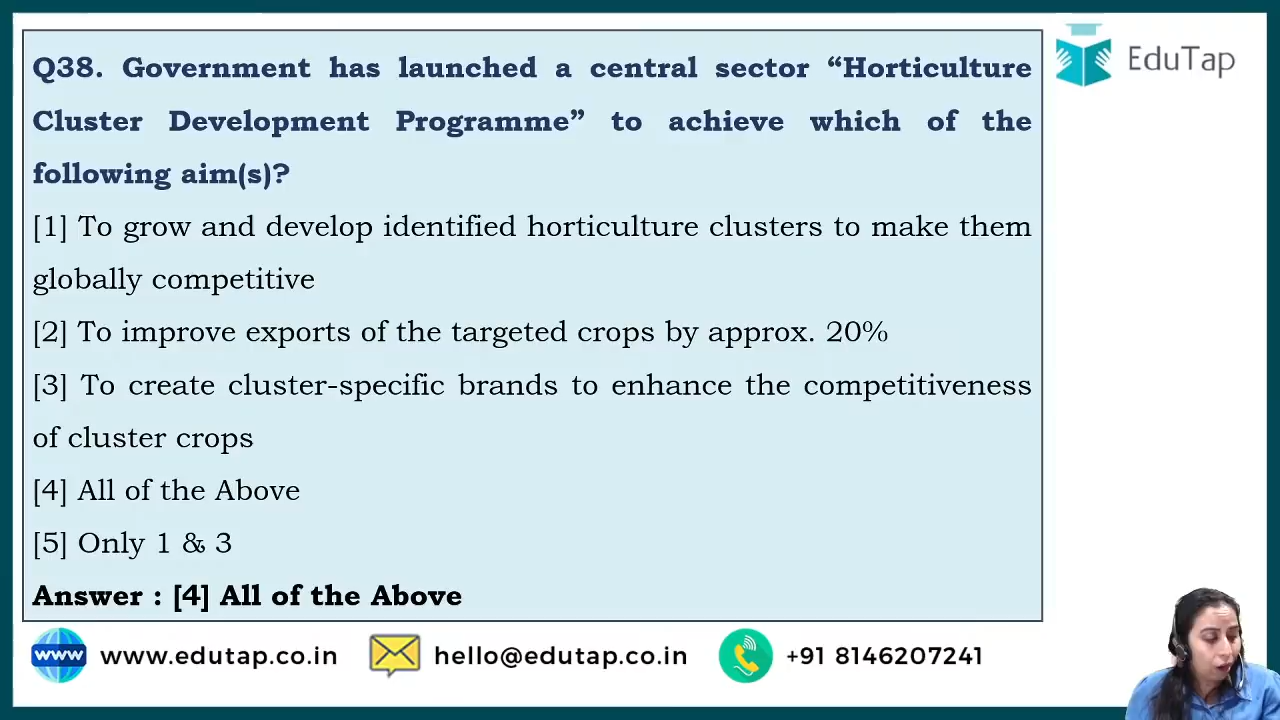 Q38. Government has launched a central sector “Horticulture
Cluster Development Programme” to achieve which of the
following aim(s)?
[1] To grow and develop identified horticulture clusters to make them
globally competitive
[2] To improve exports of the targeted crops by approx. 20%
[3] To create cluster-specific brands to enhance the competitiveness
of cluster crops
[4] All of the Above
[5] Only 1 & 3
Answer : [4] All of the Above
EduTap
www www.edutap.co.in hello@edutap.co.in +91 8146207241